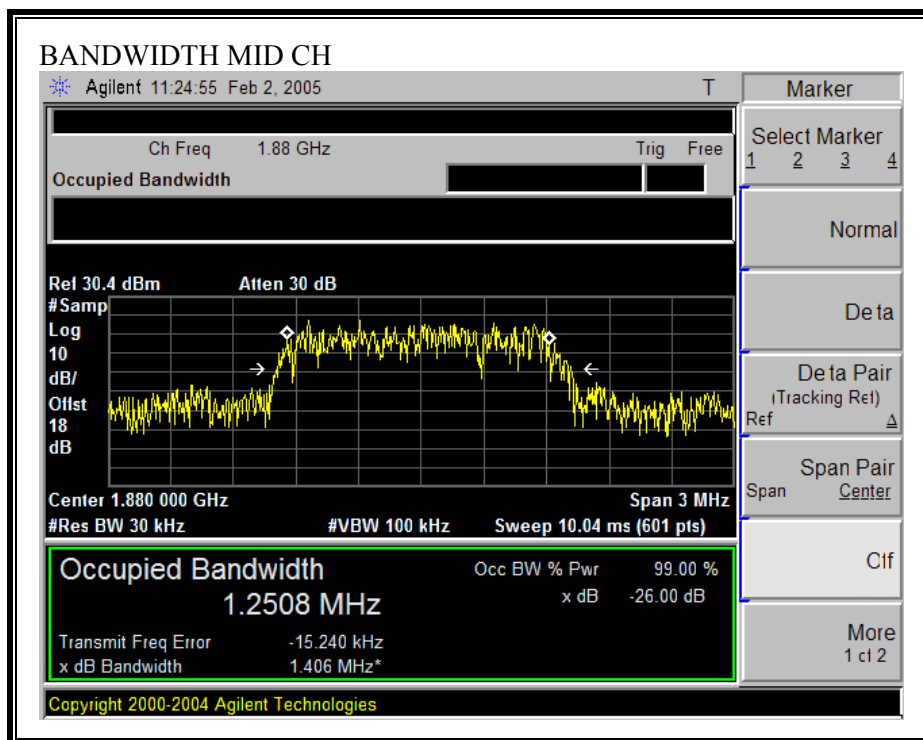 BANDWIDTH MID CH
Agilent 11:24:55 Feb 2, 2005 T
Marker
Ch Freq 1.88 GHz Trig Free
Occupied Bandwidth
Select Marker
1 2 3 4
Normal
Delta
Delta Pair
(Tracking Ref)
Ref Δ
Span Pair
Span Center
Off
More
1 of 2
Ref 30.4 dBm Atten 30 dB
#Samp
Log
10
dB/
Offst
18
dB
Center 1.880 000 GHz Span 3 MHz
#Res BW 30 kHz #VBW 100 kHz Sweep 10.04 ms (601 pts)
Occupied Bandwidth
1.2508 MHz
Occ BW % Pwr 99.00 %
x dB -26.00 dB
Transmit Freq Error -15.240 kHz
x dB Bandwidth 1.406 MHz*
Copyright 2000-2004 Agilent Technologies